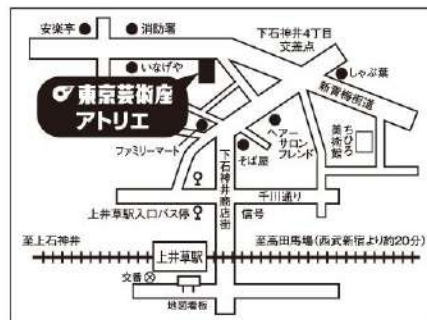 安楽亭
消防署
下石神井4丁目
交差点
いなげや
しゃぶ葉
新青梅街道
東京芸術座
アトリエ
ファミリーマート
そば屋
ヘアー
サロン
フレンド
ちひろ
美術館
下石神井商店街
千川通り
上井草駅入口バス停
信号
至上石神井
至高田馬場(西武新宿より約20分)
上井草駅
交番
地図看板